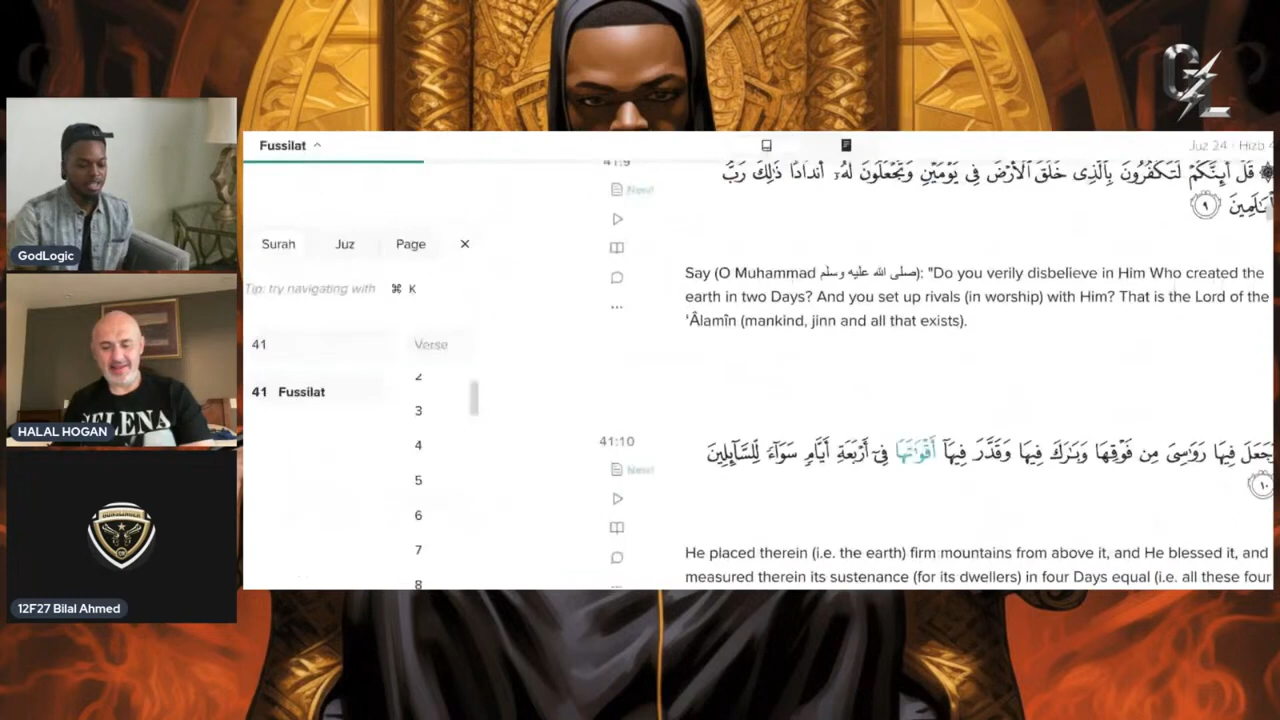 GL
GodLogic
HALAL HOGAN
12F27 Bilal Ahmed
Fussilat
Juz 24 - Hizb 4
Surah
Juz
Page
Tip: try navigating with ⌘ K
41
Verse
41 Fussilat
2
3
4
5
6
7
8
41:9
New!
قُلْ أَئِنَّكُمْ لَتَكْفُرُونَ بِالَّذِى خَلَقَ الْأَرْضَ فِى يَوْمَيْنِ وَتَجْعَلُونَ لَهُۥٓ أَندَادًا ذَٰلِكَ رَبُّ
الْعَـٰلَمِينَ ٩
Say (O Muhammad صلى الله عليه وسلم): "Do you verily disbelieve in Him Who created the
earth in two Days? And you set up rivals (in worship) with Him? That is the Lord of the
'Âlamîn (mankind, jinn and all that exists).
41:10
New!
جَعَلَ فِيهَا رَوَٰسِىَ مِن فَوْقِهَا وَبَـٰرَكَ فِيهَا وَقَدَّرَ فِيهَآ أَقْوَٰتَهَا فِىٓ أَرْبَعَةِ أَيَّامٍ سَوَآءً لِّلسَّآئِلِينَ
١٠
He placed therein (i.e. the earth) firm mountains from above it, and He blessed it, and
measured therein its sustenance (for its dwellers) in four Days equal (i.e. all these four